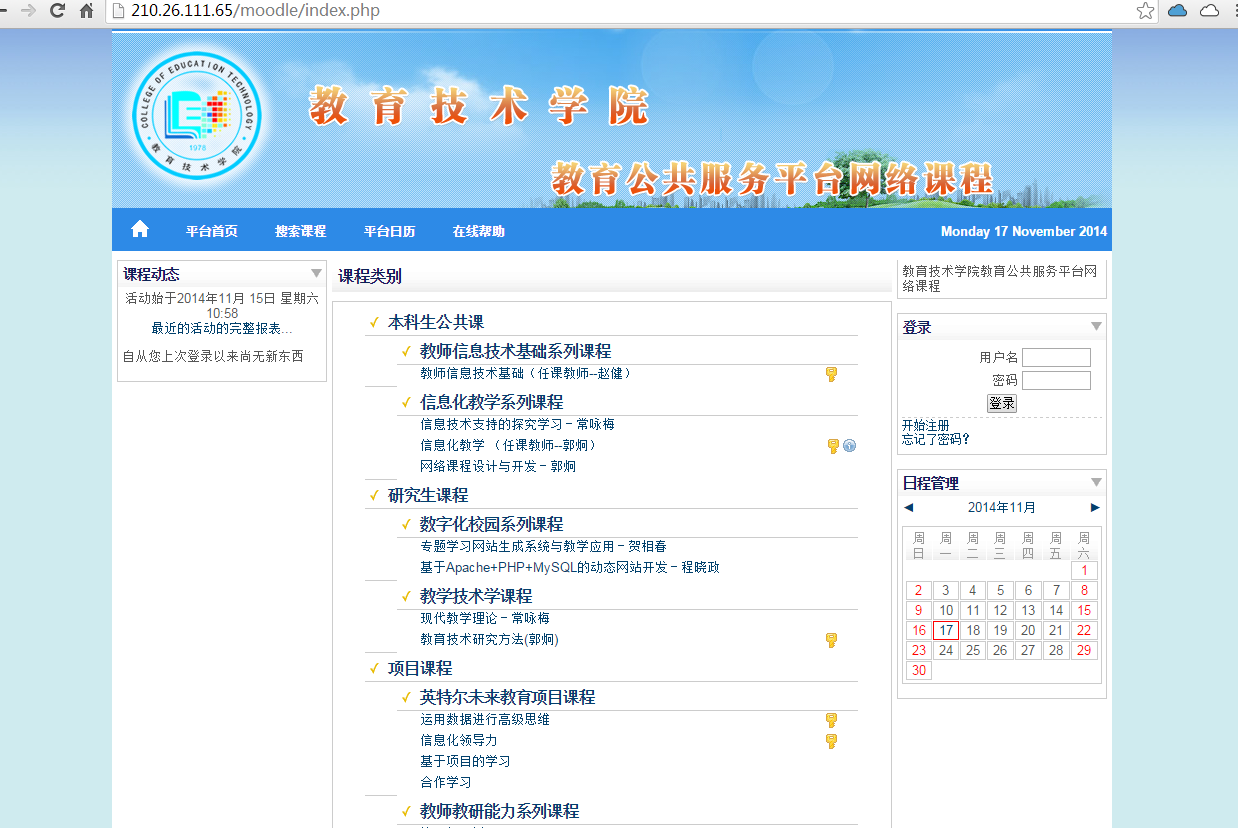 210.26.111.65/moodle/index.php
COLLEGE OF EDUCATION TECHNOLOGY
1978
教育技术学院
教育技术学院
教育公共服务平台网络课程
平台首页 搜索课程 平台日历 在线帮助 Monday 17 November 2014
课程动态
活动始于2014年11月 15日 星期六
10:58
最近的活动的完整报表...
自从您上次登录以来尚无新东西
课程类别
本科生公共课
教师信息技术基础系列课程
教师信息技术基础（任课教师--赵健）
信息化教学系列课程
信息技术支持的探究学习－常咏梅
信息化教学 （任课教师--郭炯）
网络课程设计与开发－郭炯
研究生课程
数字化校园系列课程
专题学习网站生成系统与教学应用－贺相春
基于Apache+PHP+MySQL的动态网站开发－程晓政
教学技术学课程
现代教学理论－常咏梅
教育技术研究方法(郭炯)
项目课程
英特尔未来教育项目课程
运用数据进行高级思维
信息化领导力
基于项目的学习
合作学习
教师教研能力系列课程
教育技术学院教育公共服务平台网
络课程
登录
用户名
密码
登录
开始注册
忘记了密码?
日程管理
2014年11月
周日 周一 周二 周三 周四 周五 周六
1
2 3 4 5 6 7 8
9 10 11 12 13 14 15
16 17 18 19 20 21 22
23 24 25 26 27 28 29
30